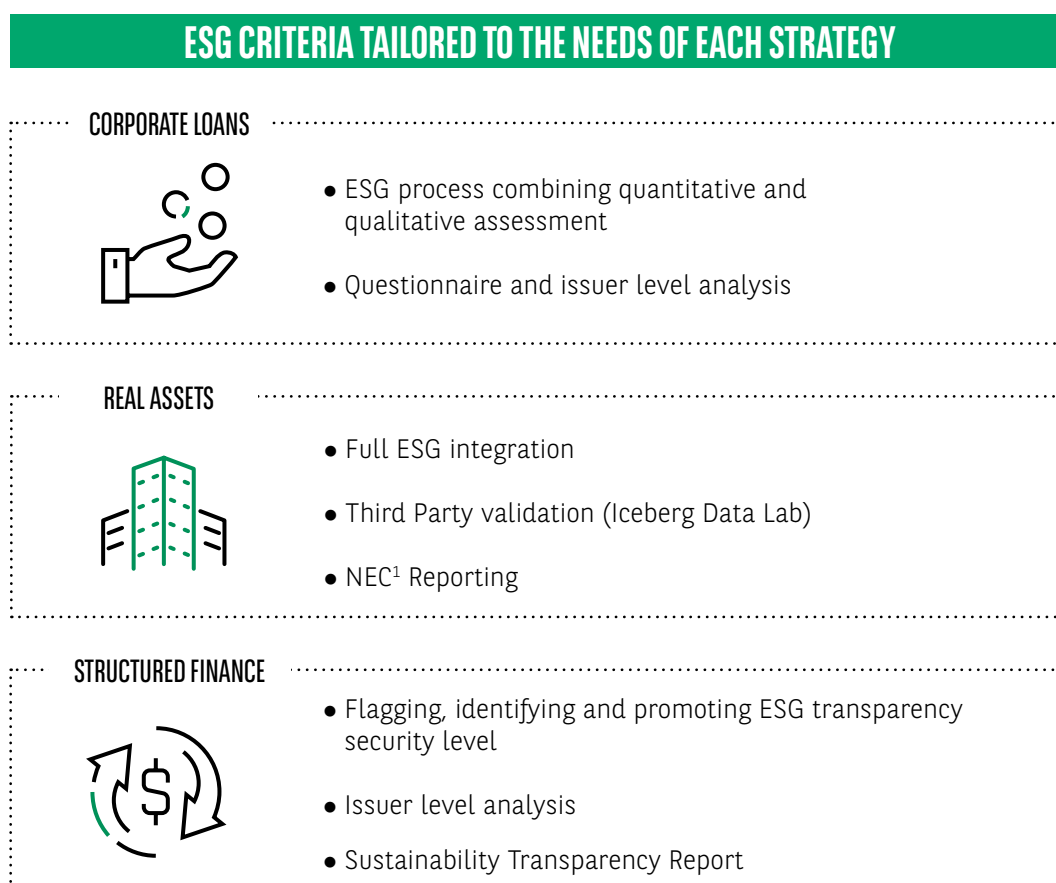 ESG CRITERIA TAILORED TO THE NEEDS OF EACH STRATEGY
CORPORATE LOANS
• ESG process combining quantitative and
qualitative assessment
• Questionnaire and issuer level analysis
REAL ASSETS
• Full ESG integration
• Third Party validation (Iceberg Data Lab)
• NEC¹ Reporting
STRUCTURED FINANCE
• Flagging, identifying and promoting ESG transparency
security level
$
• Issuer level analysis
• Sustainability Transparency Report